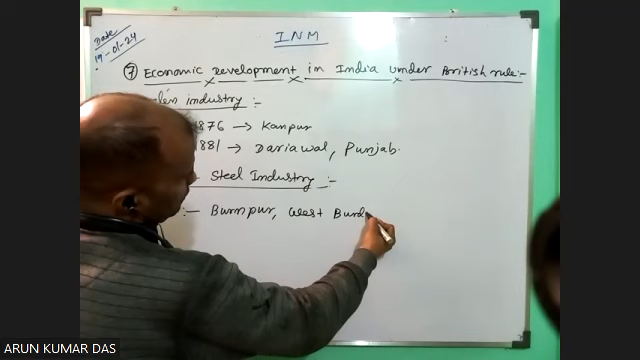 INM
Date
19-01-24
⑦ Economic Development in India under British rule:-
industry :-
1876 → Kanpur
1881 → Dariawal, Punjab.
Steel Industry :-
:- Burnpur, West Burd
ARUN KUMAR DAS